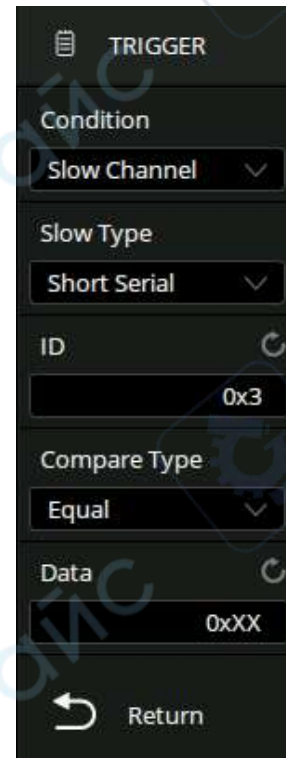 TRIGGER
Condition
Slow Channel
Slow Type
Short Serial
ID
0x3
Compare Type
Equal
Data
0xXX
Return